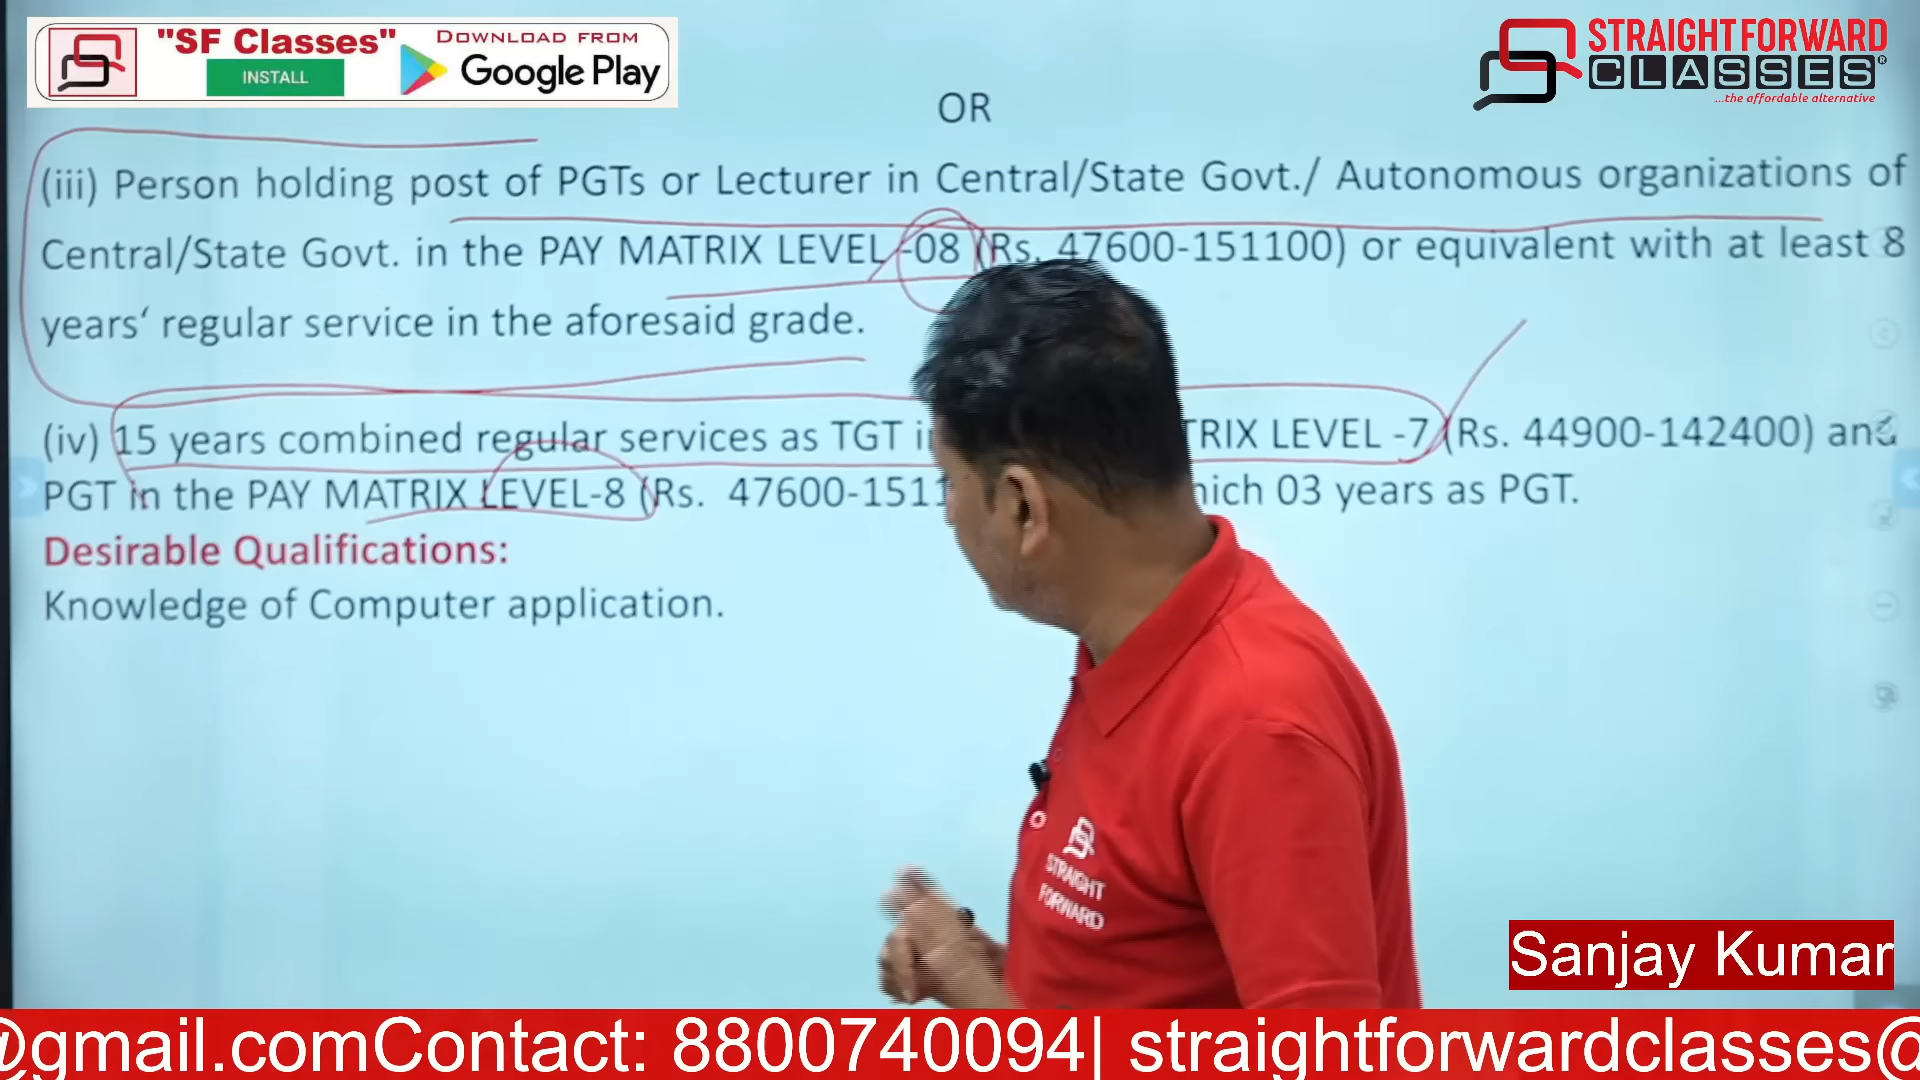 "SF Classes"
INSTALL
DOWNLOAD FROM
Google Play
STRAIGHTFORWARD
CLASSES®
...the affordable alternative
OR
(iii) Person holding post of PGTs or Lecturer in Central/State Govt./ Autonomous organizations of
Central/State Govt. in the PAY MATRIX LEVEL -08 (Rs. 47600-151100) or equivalent with at least 8
years‘ regular service in the aforesaid grade.
(iv) 15 years combined regular services as TGT in TRIX LEVEL -7 (Rs. 44900-142400) and
PGT in the PAY MATRIX LEVEL-8 (Rs. 47600-1511 hich 03 years as PGT.
Desirable Qualifications:
Knowledge of Computer application.
STRAIGHT
FORWARD
Sanjay Kumar
@gmail.comContact: 8800740094| straightforwardclasses@